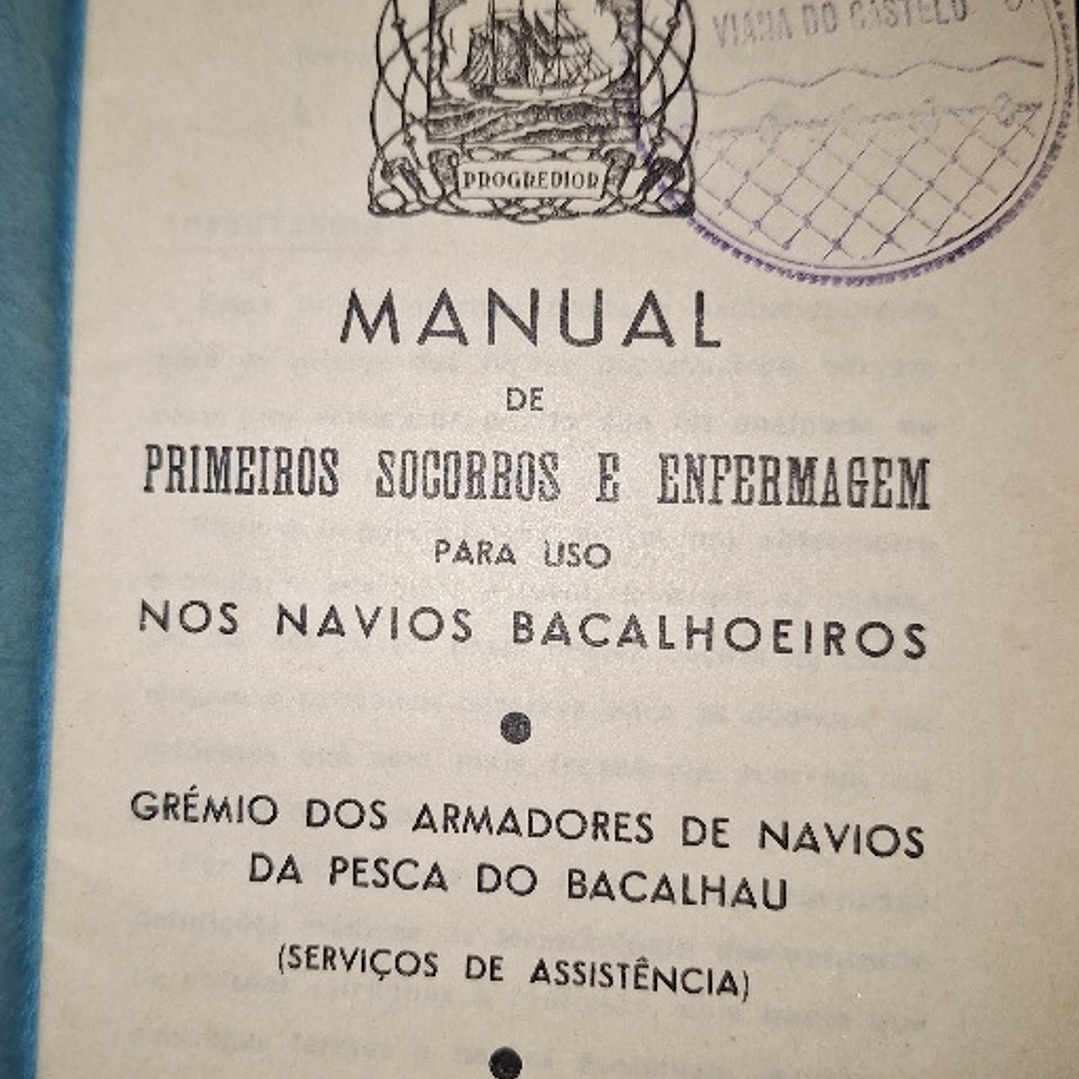 VIANA DO CASTELO
PROGREDIOR
MANUAL
DE
PRIMEIROS SOCORROS E ENFERMAGEM
PARA USO
NOS NAVIOS BACALHOEIROS
GRÉMIO DOS ARMADORES DE NAVIOS
DA PESCA DO BACALHAU
(SERVIÇOS DE ASSISTÊNCIA)